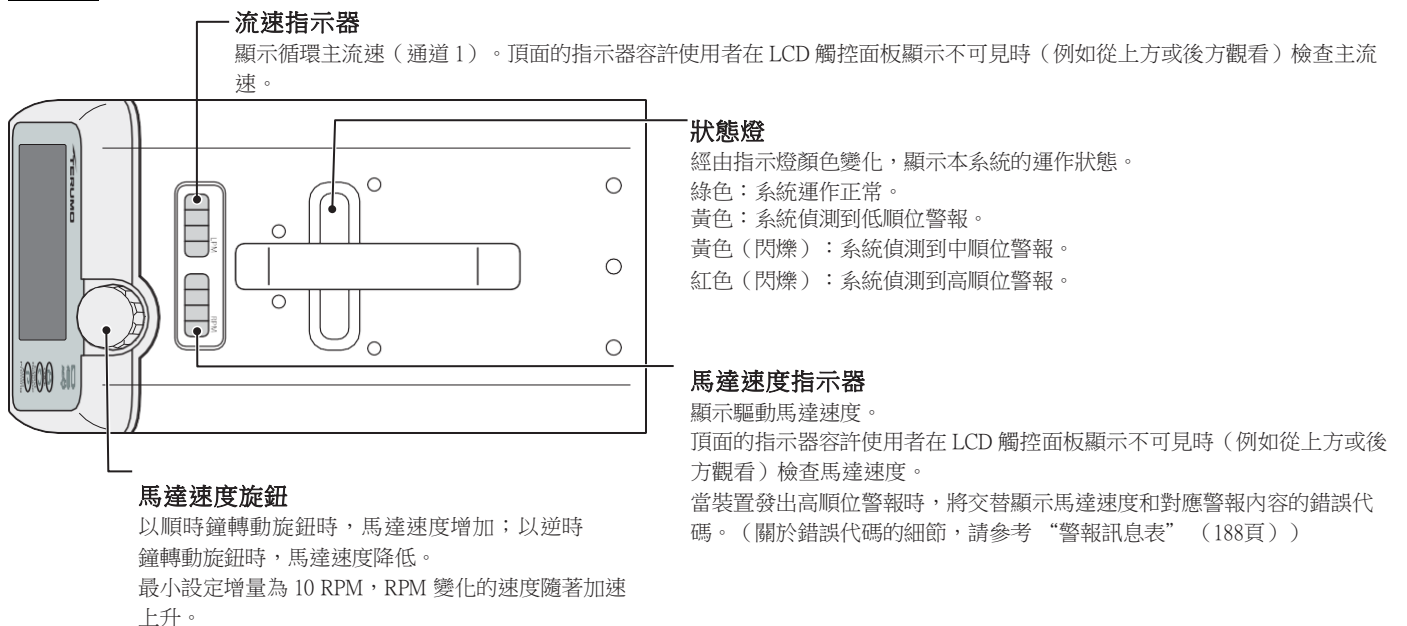 流速指示器
顯示循環主流速（通道 1）。頂面的指示器容許使用者在 LCD 觸控面板顯示不可見時（例如從上方或後方觀看）檢查主流
速。
狀態燈
經由指示燈顏色變化，顯示本系統的運作狀態。
綠色：系統運作正常。
黃色：系統偵測到低順位警報。
黃色（閃爍）：系統偵測到中順位警報。
紅色（閃爍）：系統偵測到高順位警報。
TERUMO
LPM
RPM
馬達速度指示器
顯示驅動馬達速度。
頂面的指示器容許使用者在 LCD 觸控面板顯示不可見時（例如從上方或後
方觀看）檢查馬達速度。
當裝置發出高順位警報時，將交替顯示馬達速度和對應警報內容的錯誤代
碼。（關於錯誤代碼的細節，請參考 “警報訊息表” （188頁））
馬達速度旋鈕
以順時鐘轉動旋鈕時，馬達速度增加；以逆時
鐘轉動旋鈕時，馬達速度降低。
最小設定增量為 10 RPM，RPM 變化的速度隨著加速
上升。